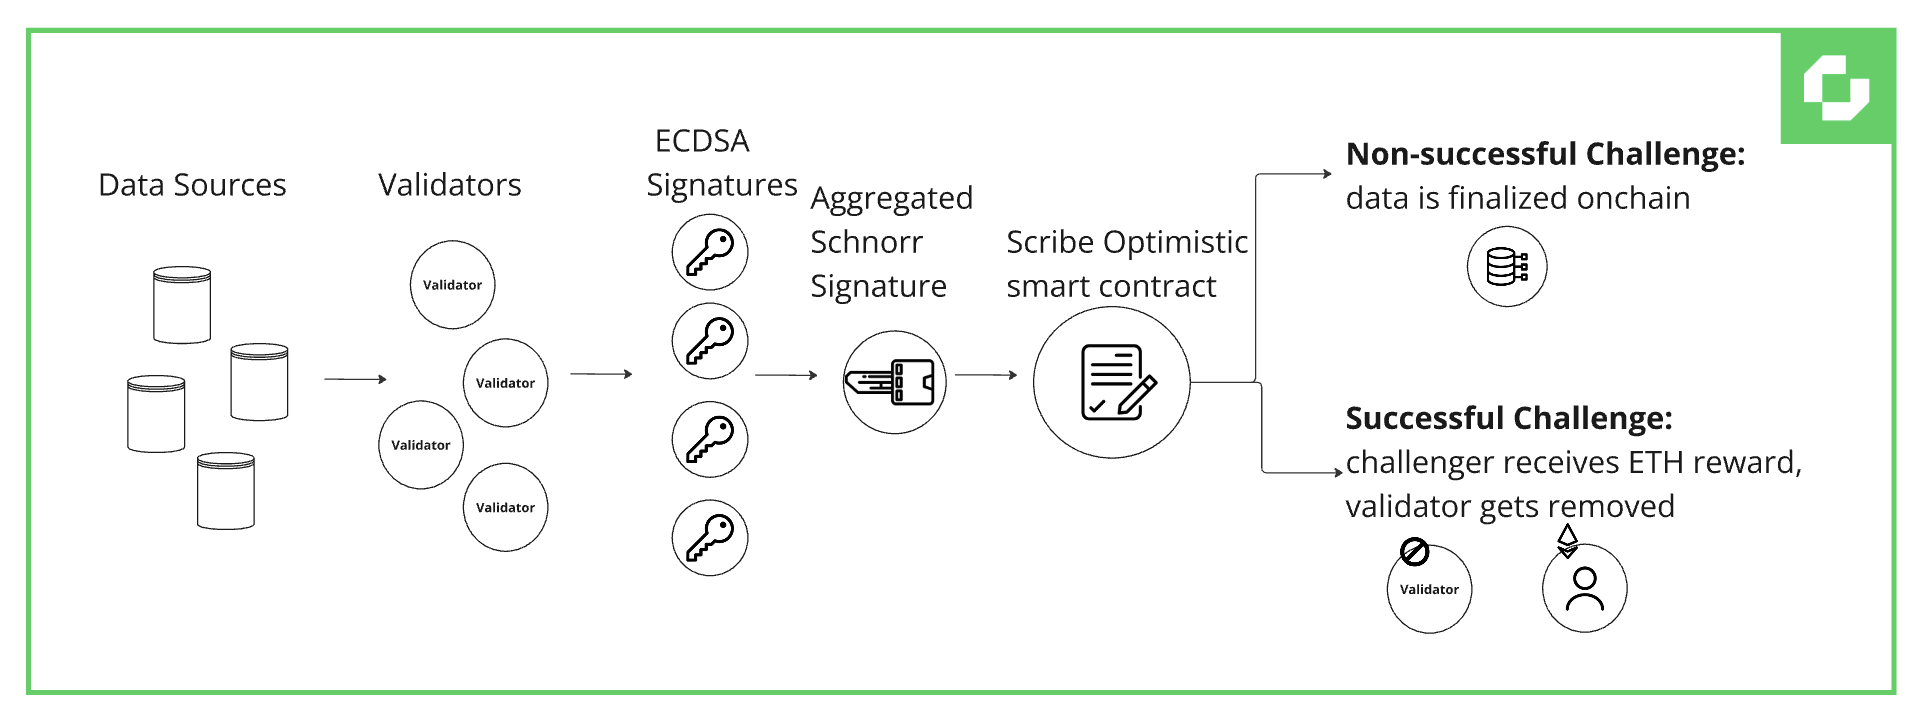 Data Sources
Validators
Validator
Validator
Validator
Validator
ECDSA
Signatures
Aggregated
Schnorr
Signature
Scribe Optimistic
smart contract
Non-successful Challenge:
data is finalized onchain
Successful Challenge:
challenger receives ETH reward,
validator gets removed
Validator